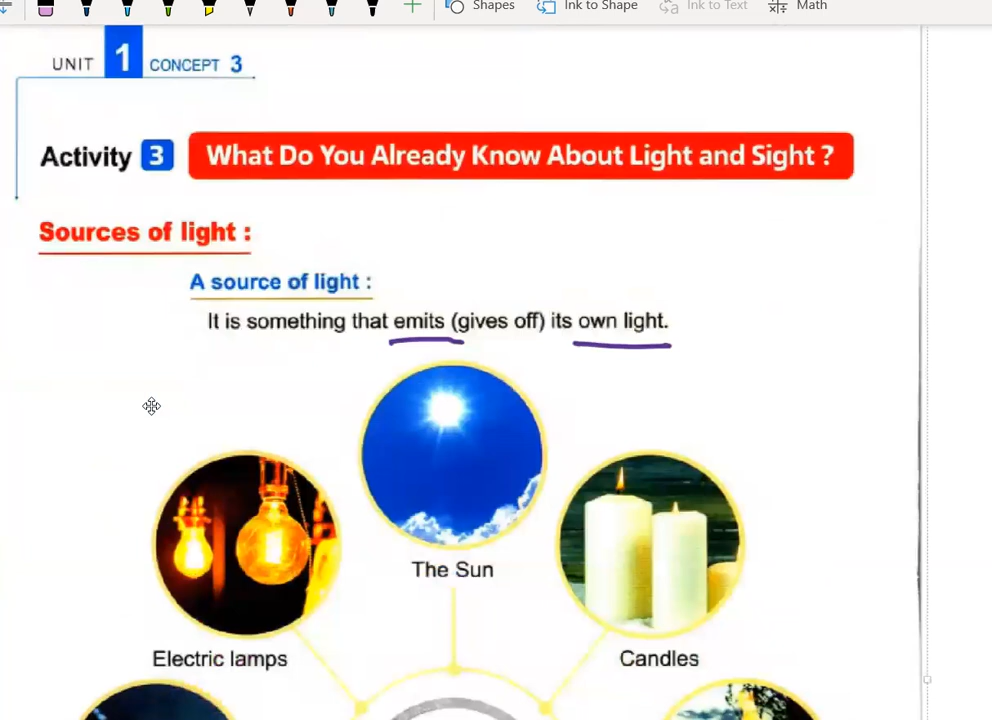 Shapes Ink to Shape Ink to Text Math
UNIT 1 CONCEPT 3
Activity 3 What Do You Already Know About Light and Sight ?
Sources of light :
A source of light :
It is something that emits (gives off) its own light.
The Sun
Electric lamps
Candles